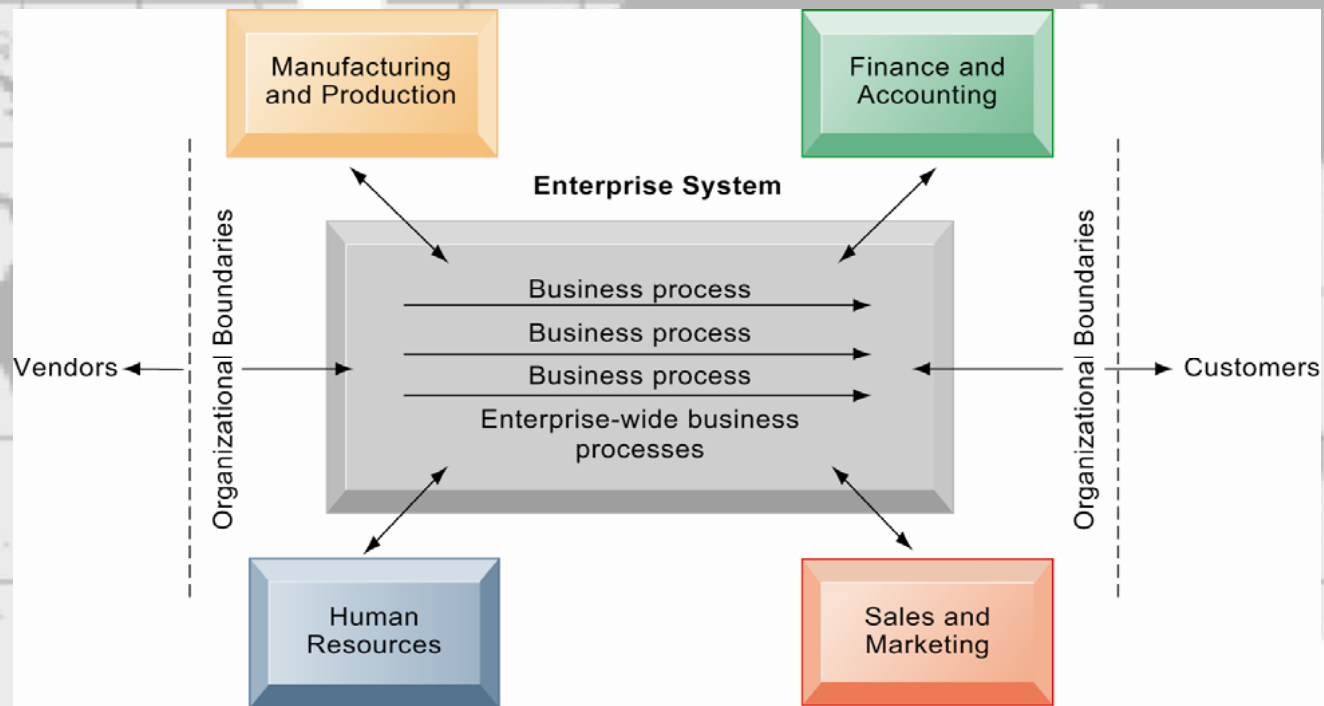 Manufacturing
and Production
Finance and
Accounting
Enterprise System
Organizational Boundaries
Organizational Boundaries
Business process
Business process
Vendors
Customers
Business process
Enterprise-wide business
processes
Human
Resources
Sales and
Marketing